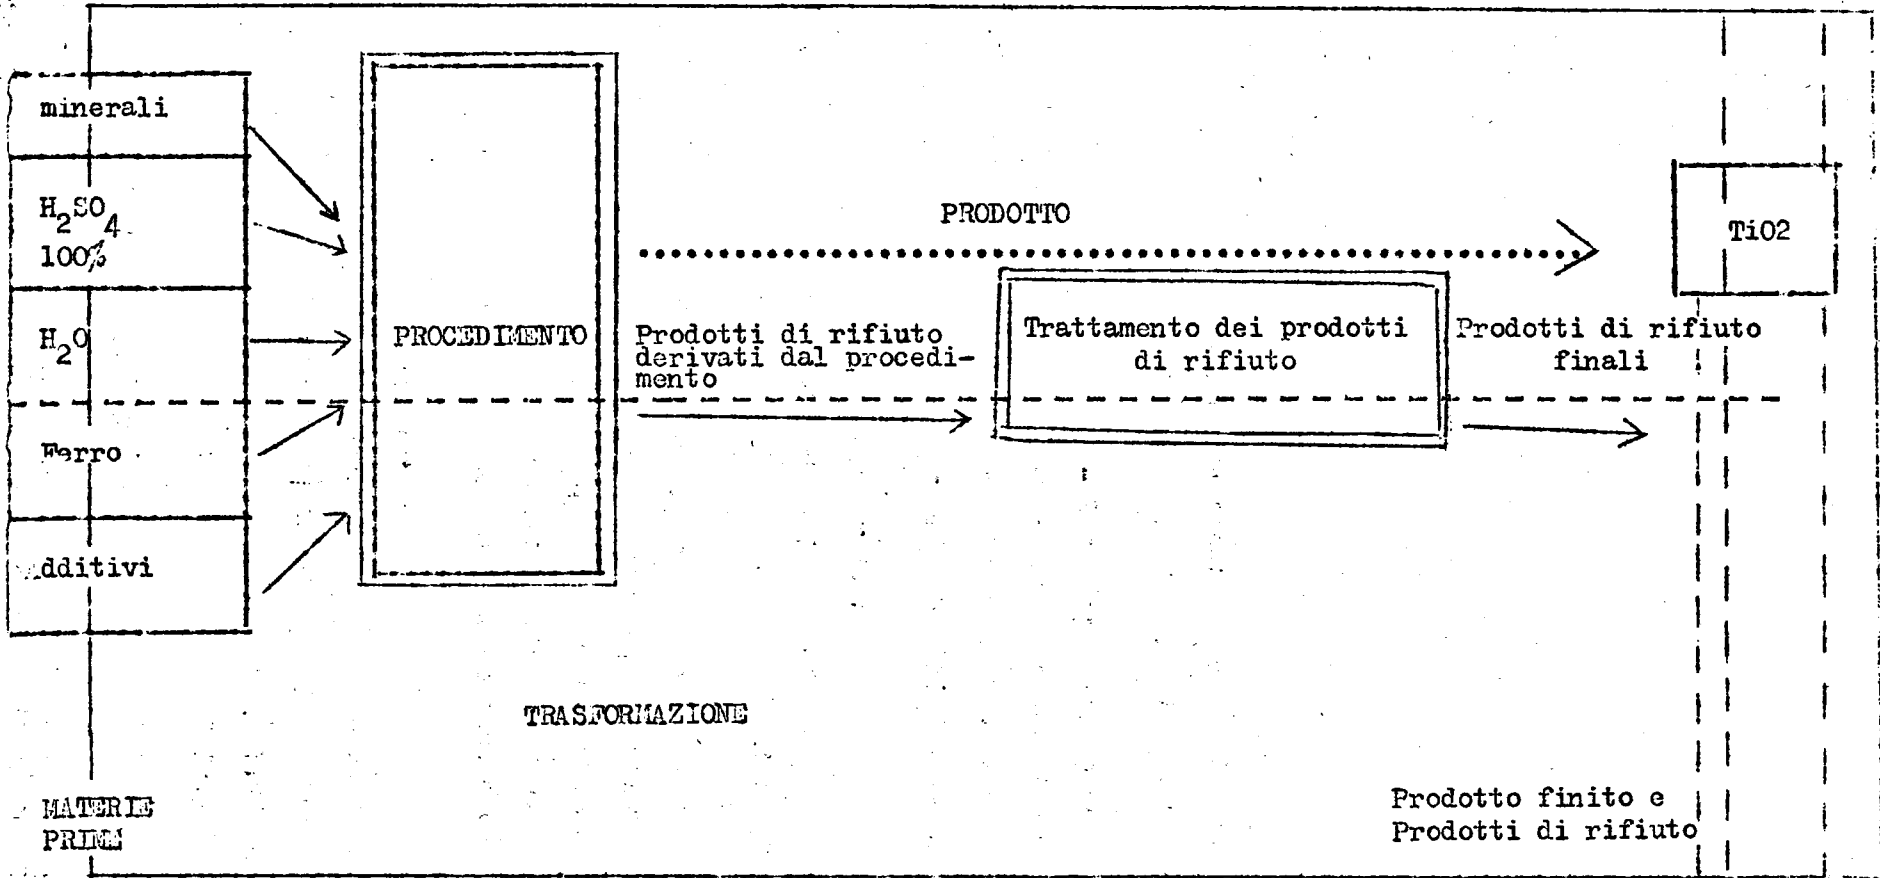 minerali
H2SO4
100%
H2O
Ferro
Additivi
PROCEDIMENTO
PRODOTTO
TiO2
Prodotti di rifiuto
derivati dal procedi-
mento
Trattamento dei prodotti
di rifiuto
Prodotti di rifiuto
finali
TRASFORMAZIONE
MATERIE
PRIME
Prodotto finito e
Prodotti di rifiuto